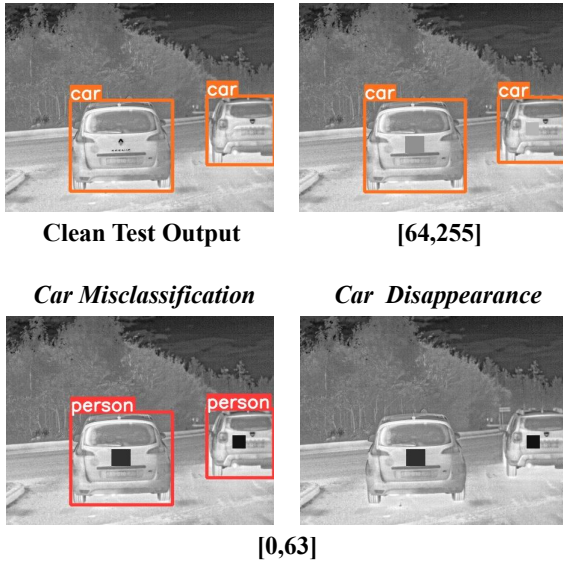 car
car
car
car
Clean Test Output
[64,255]
Car Misclassification
Car Disappearance
person
person
[0,63]